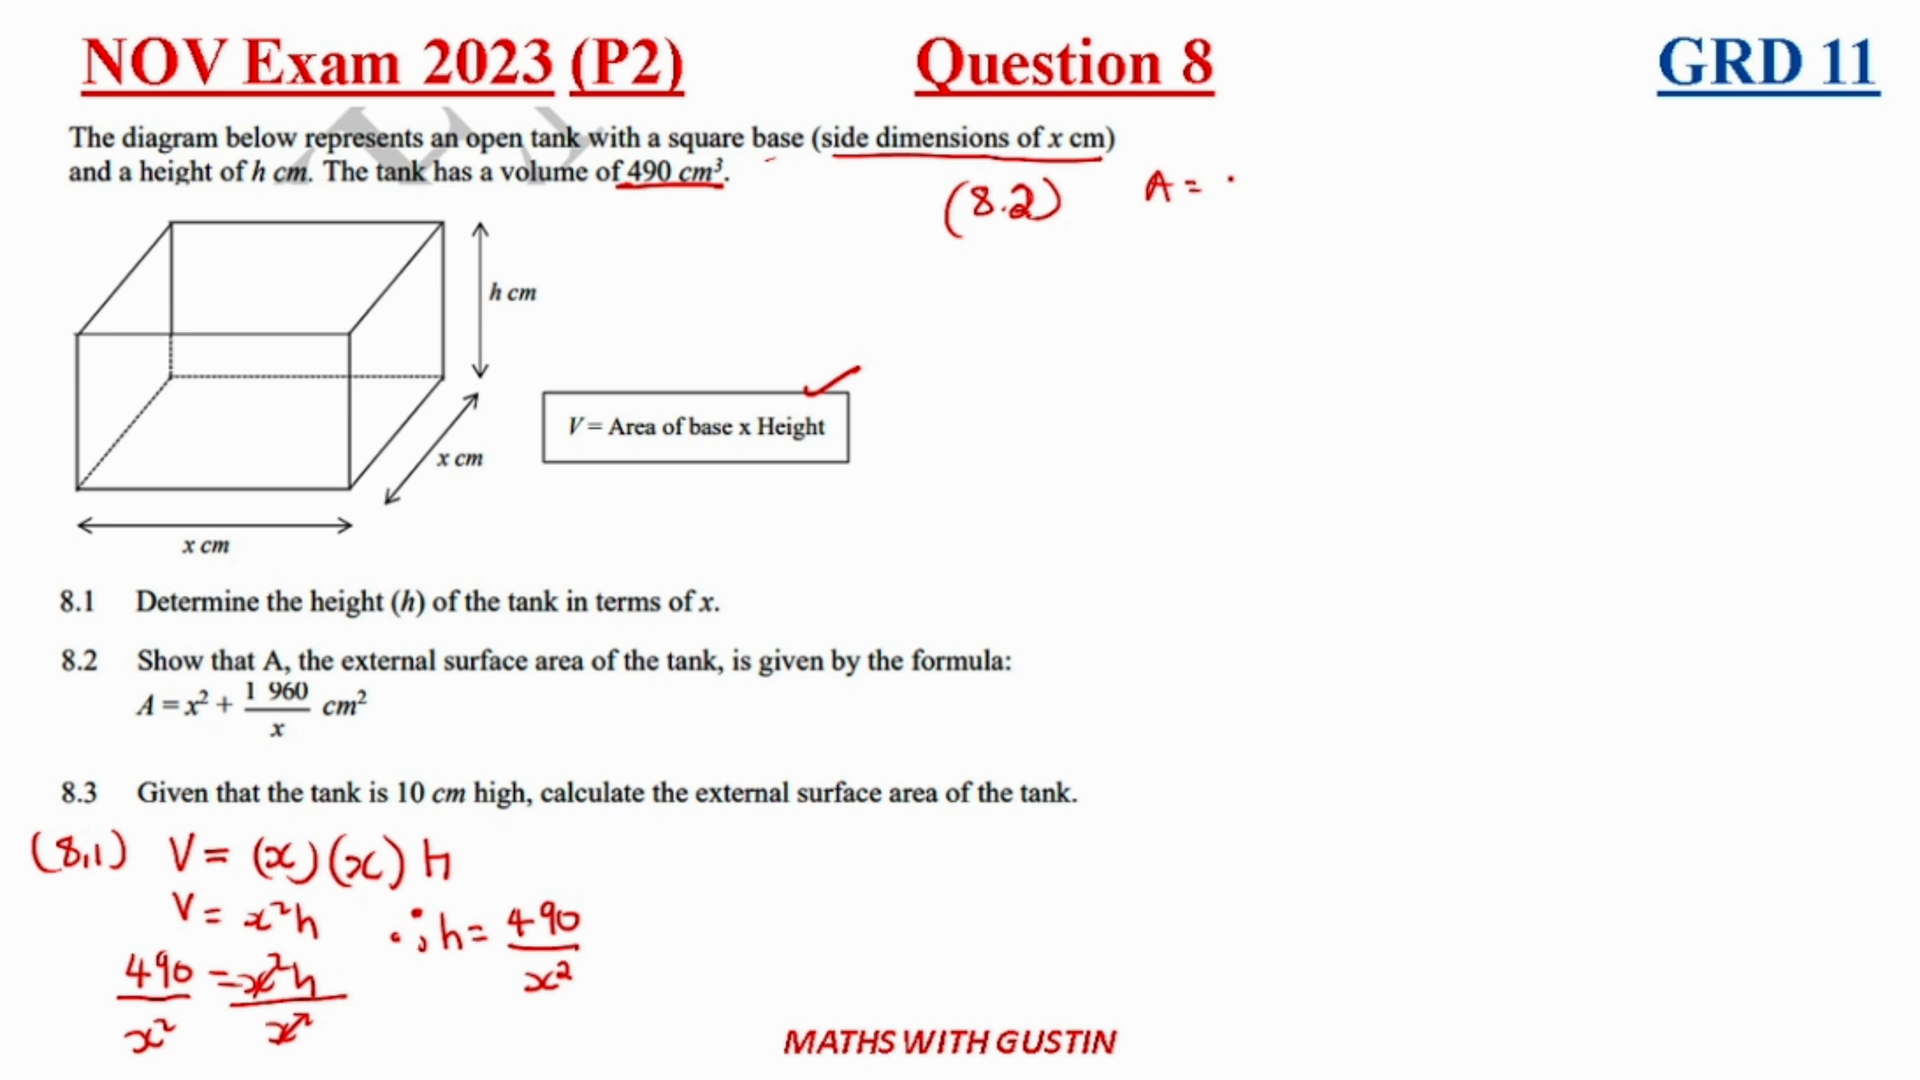 NOV Exam 2023 (P2) Question 8 GRD 11
The diagram below represents an open tank with a square base (side dimensions of x cm)
and a height of h cm. The tank has a volume of 490 cm³.
(8.2) A = .
h cm
V = Area of base x Height
x cm
x cm
8.1 Determine the height (h) of the tank in terms of x.
8.2 Show that A, the external surface area of the tank, is given by the formula:
A = x² + 1 960/x cm²
8.3 Given that the tank is 10 cm high, calculate the external surface area of the tank.
(8,1) V = (x)(x) h
V = x²h
∴ h = 490/x²
490/x² = x²h/x²
MATHS WITH GUSTIN